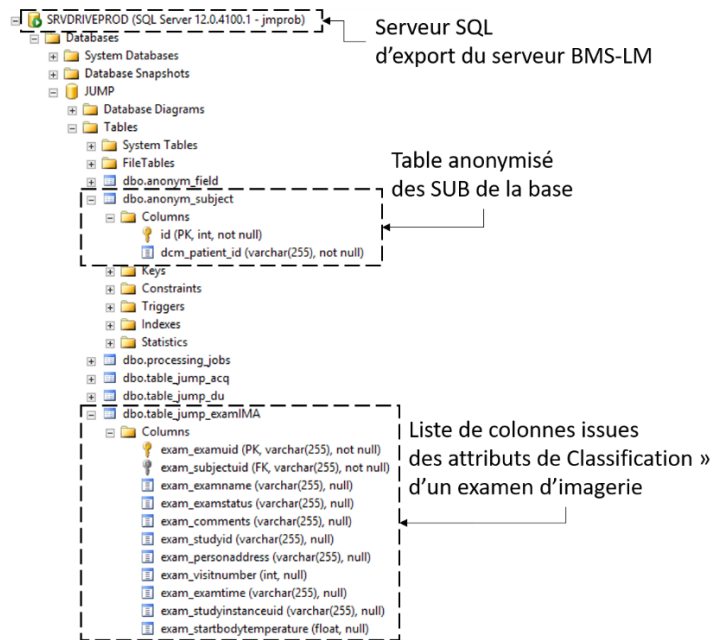 SRVDRIVEPROD (SQL Server 12.0.4100.1 - jmprob)
Serveur SQL
d'export du serveur BMS-LM
Databases
System Databases
Database Snapshots
JUMP
Database Diagrams
Tables
System Tables
FileTables
dbo.anonym_field
Table anonymisé
des SUB de la base
dbo.anonym_subject
Columns
id (PK, int, not null)
dcm_patient_id (varchar(255), not null)
Keys
Constraints
Triggers
Indexes
Statistics
dbo.processing_jobs
dbo.table_jump_acq
dbo.table_jump_du
dbo.table_jump_examIMA
Columns
Liste de colonnes issues
des attributs de Classification »
d'un examen d'imagerie
exam_examuid (PK, varchar(255), not null)
exam_subjectuid (FK, varchar(255), not null)
exam_examname (varchar(255), null)
exam_examstatus (varchar(255), null)
exam_comments (varchar(255), null)
exam_studyid (varchar(255), null)
exam_personaddress (varchar(255), null)
exam_visitnumber (int, null)
exam_examtime (varchar(255), null)
exam_studyinstanceuid (varchar(255), null)
exam_startbodytemperature (float, null)